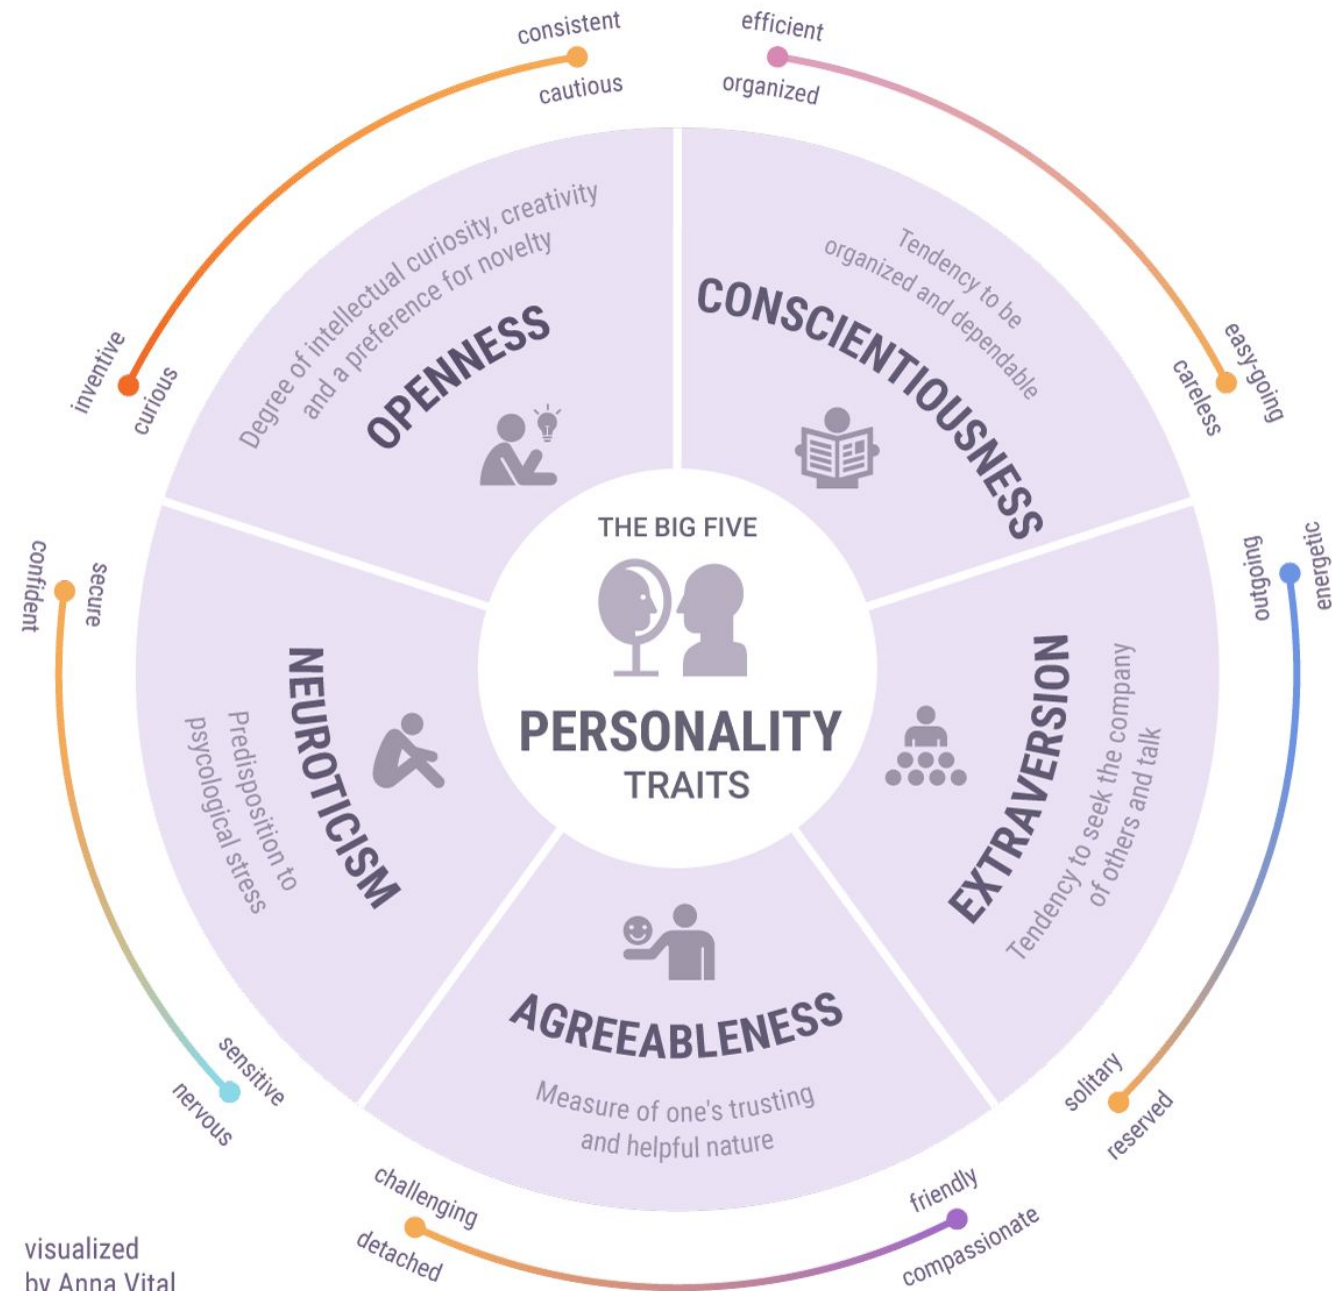 consistent
cautious
efficient
organized
inventive
curious
Degree of intellectual curiosity, creativity
and a preference for novelty
OPENNESS
Tendency to be
organized and dependable
CONSCIENTIOUSNESS
easy-going
careless
THE BIG FIVE
PERSONALITY
TRAITS
confident
secure
NEUROTICISM
Predisposition to
psycological stress
sensitive
nervous
energetic
outgoing
EXTRAVERSION
Tendency to seek the company
of others and talk
solitary
reserved
AGREEABLENESS
Measure of one's trusting
and helpful nature
challenging
detached
friendly
compassionate
visualized
by Anna Vital